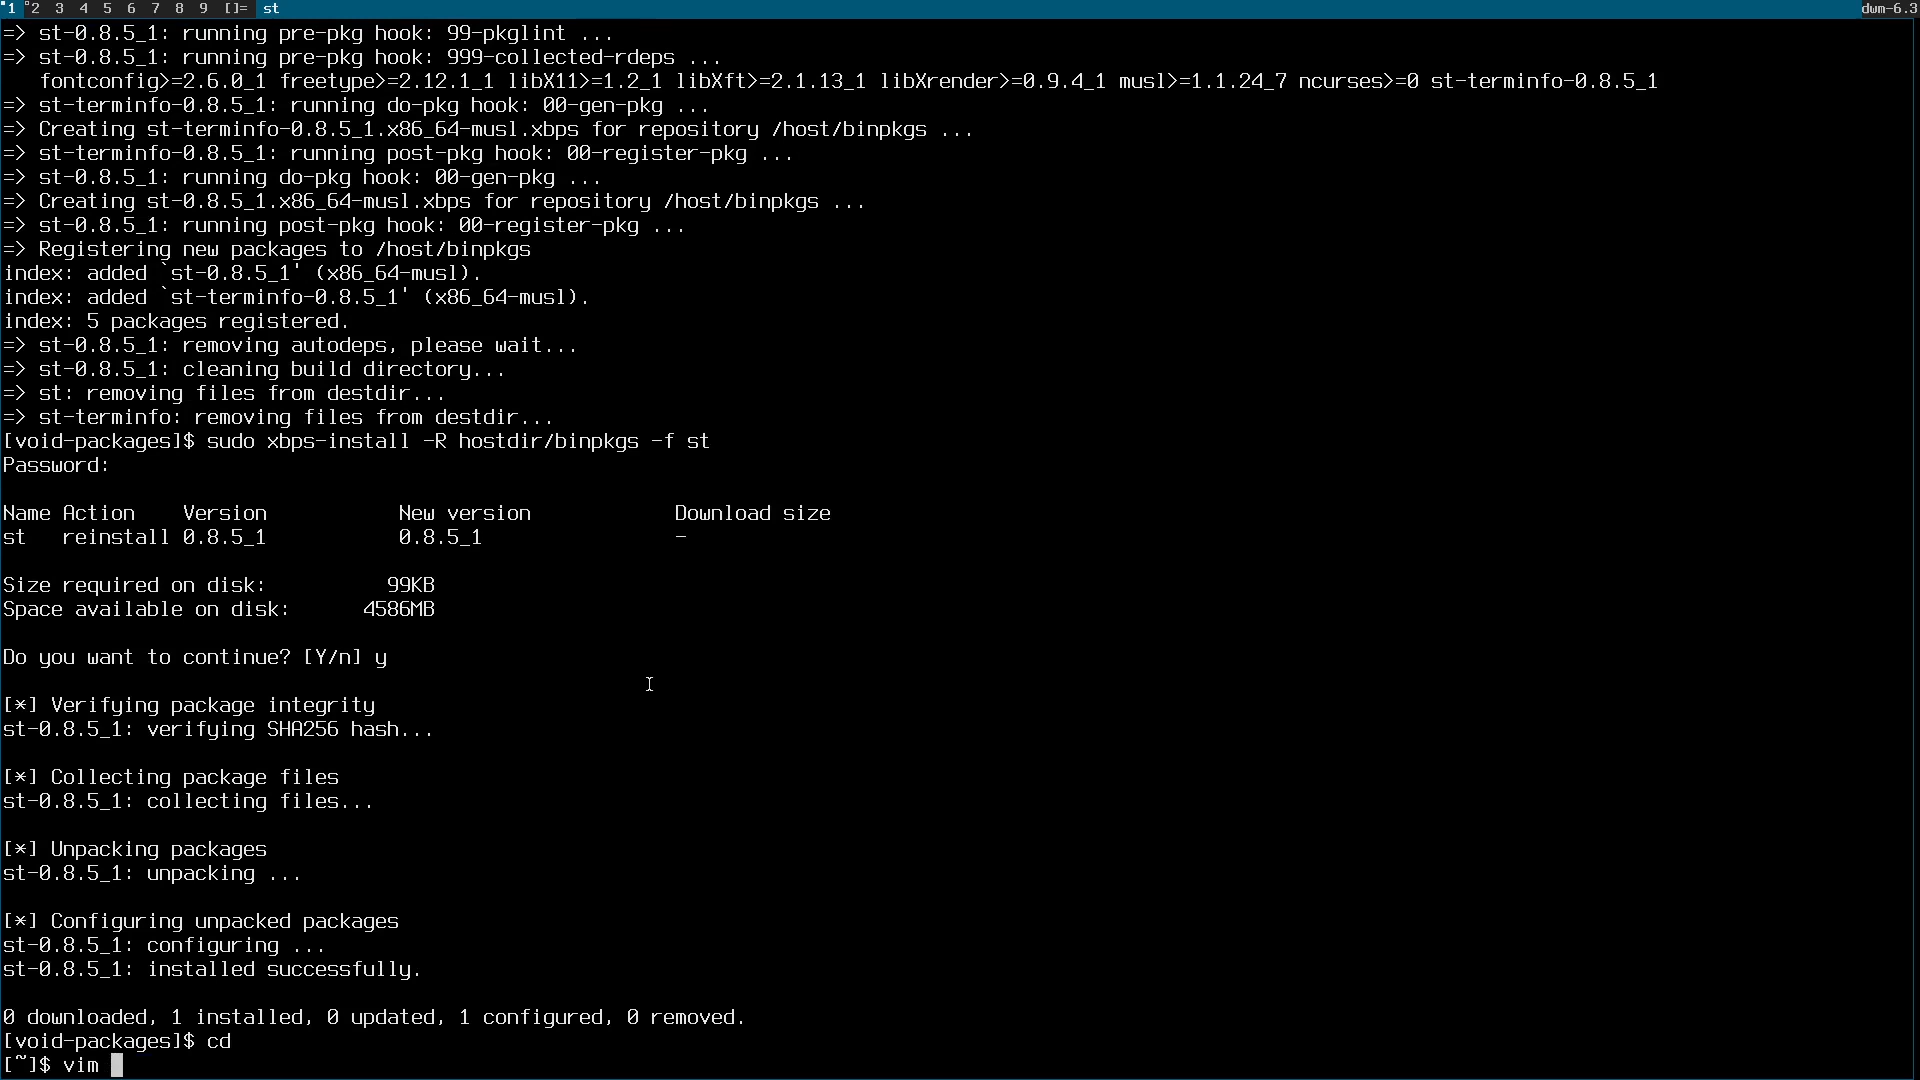 1 2 3 4 5 6 7 8 9 []= st dwm-6.3
=> st-0.8.5_1: running pre-pkg hook: 99-pkglint ...
=> st-0.8.5_1: running pre-pkg hook: 999-collected-rdeps ...
   fontconfig>=2.6.0_1 freetype>=2.12.1_1 libX11>=1.2_1 libXft>=2.1.13_1 libXrender>=0.9.4_1 musl>=1.1.24_7 ncurses>=0 st-terminfo-0.8.5_1
=> st-terminfo-0.8.5_1: running do-pkg hook: 00-gen-pkg ...
=> Creating st-terminfo-0.8.5_1.x86_64-musl.xbps for repository /host/binpkgs ...
=> st-terminfo-0.8.5_1: running post-pkg hook: 00-register-pkg ...
=> st-0.8.5_1: running do-pkg hook: 00-gen-pkg ...
=> Creating st-0.8.5_1.x86_64-musl.xbps for repository /host/binpkgs ...
=> st-0.8.5_1: running post-pkg hook: 00-register-pkg ...
=> Registering new packages to /host/binpkgs
index: added `st-0.8.5_1' (x86_64-musl).
index: added `st-terminfo-0.8.5_1' (x86_64-musl).
index: 5 packages registered.
=> st-0.8.5_1: removing autodeps, please wait...
=> st-0.8.5_1: cleaning build directory...
=> st: removing files from destdir...
=> st-terminfo: removing files from destdir...
[void-packages]$ sudo xbps-install -R hostdir/binpkgs -f st
Password:
Name Action    Version           New version            Download size
st   reinstall 0.8.5_1           0.8.5_1                -
Size required on disk:          99KB
Space available on disk:      4586MB
Do you want to continue? [Y/n] y
[*] Verifying package integrity
st-0.8.5_1: verifying SHA256 hash...
[*] Collecting package files
st-0.8.5_1: collecting files...
[*] Unpacking packages
st-0.8.5_1: unpacking ...
[*] Configuring unpacked packages
st-0.8.5_1: configuring ...
st-0.8.5_1: installed successfully.
0 downloaded, 1 installed, 0 updated, 1 configured, 0 removed.
[void-packages]$ cd
[~]$ vim